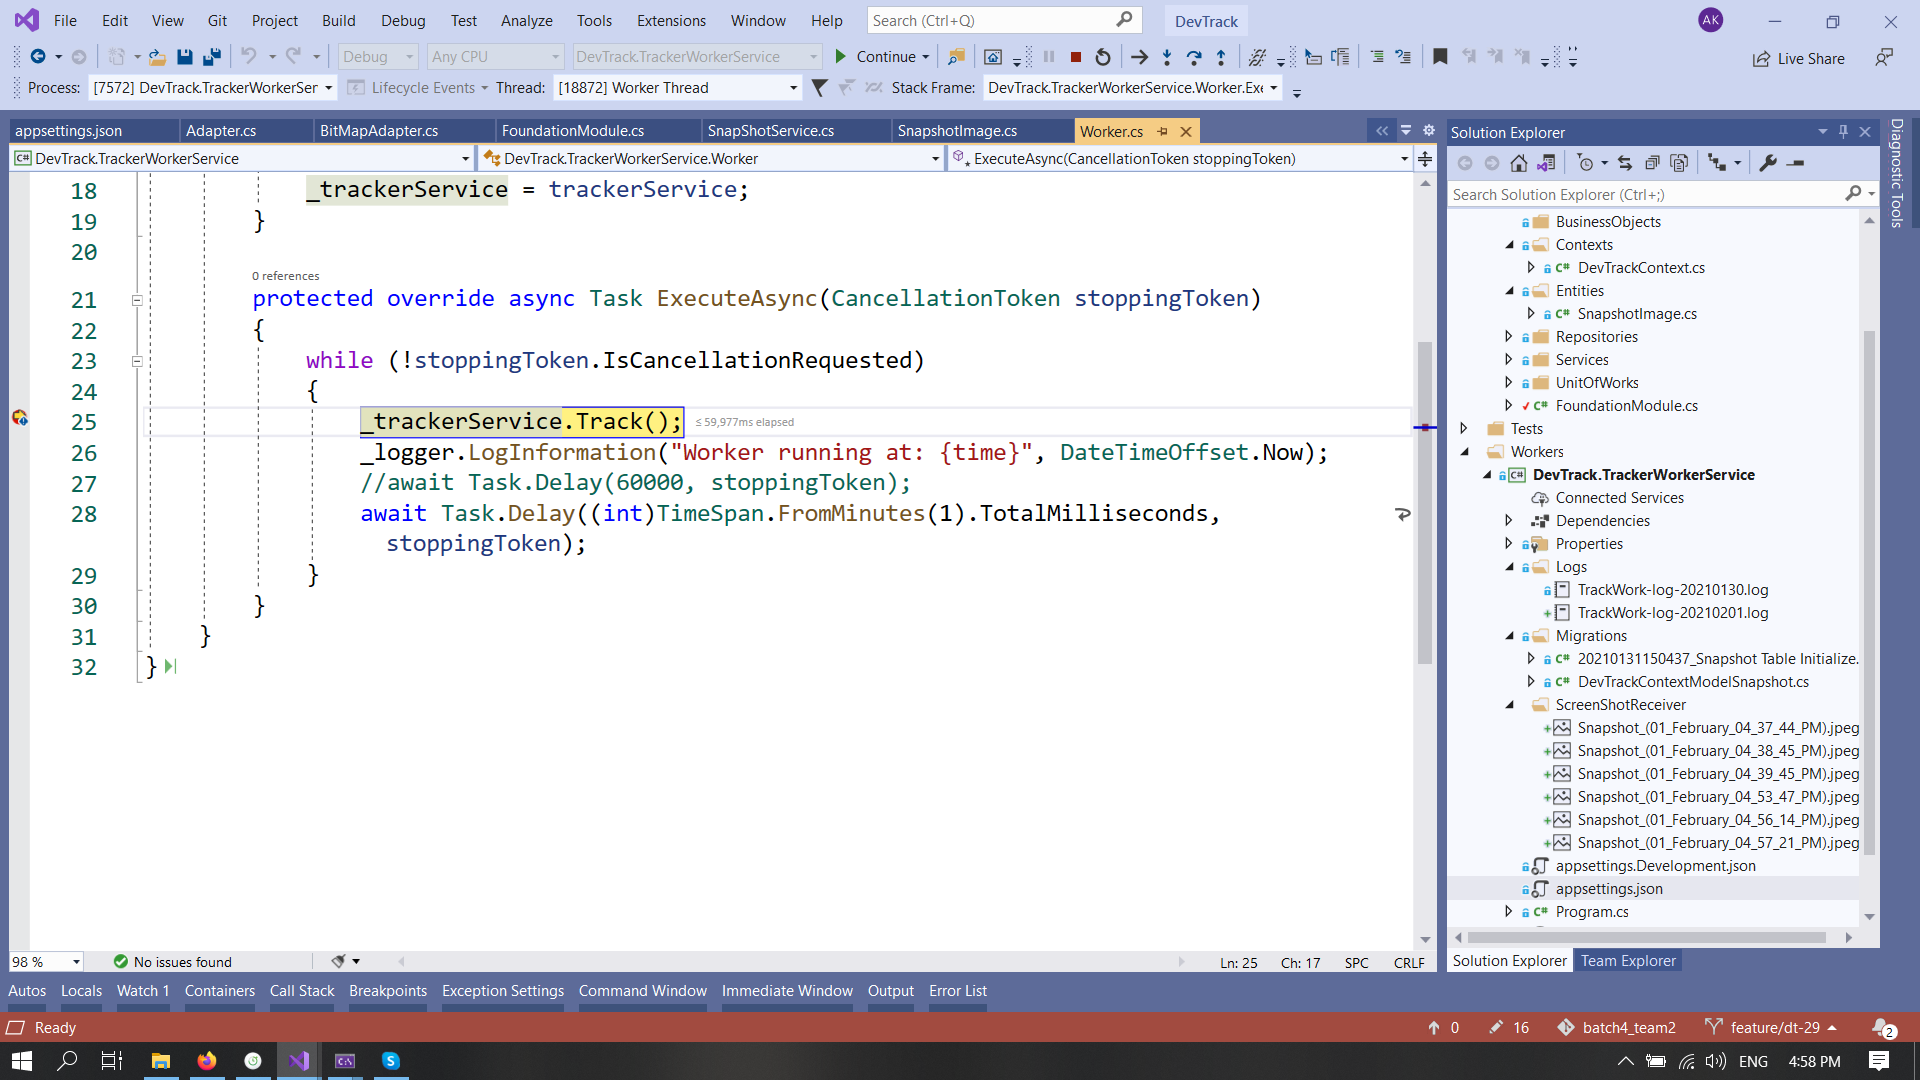 File Edit View Git Project Build Debug Test Analyze Tools Extensions Window Help Search (Ctrl+Q) DevTrack AK
Debug Any CPU DevTrack.TrackerWorkerService Continue Live Share
Process: [7572] DevTrack.TrackerWorkerSer Lifecycle Events Thread: [18872] Worker Thread Stack Frame: DevTrack.TrackerWorkerService.Worker.Exe
appsettings.json Adapter.cs BitMapAdapter.cs FoundationModule.cs SnapShotService.cs SnapshotImage.cs Worker.cs
C# DevTrack.TrackerWorkerService DevTrack.TrackerWorkerService.Worker ExecuteAsync(CancellationToken stoppingToken)
18 _trackerService = trackerService;
19 }
20
0 references
21 protected override async Task ExecuteAsync(CancellationToken stoppingToken)
22 {
23 while (!stoppingToken.IsCancellationRequested)
24 {
25 _trackerService.Track(); ≤ 59,977ms elapsed
26 _logger.LogInformation("Worker running at: {time}", DateTimeOffset.Now);
27 //await Task.Delay(60000, stoppingToken);
28 await Task.Delay((int)TimeSpan.FromMinutes(1).TotalMilliseconds,
stoppingToken);
29 }
30 }
31 }
32 }
98 % No issues found Ln: 25 Ch: 17 SPC CRLF
Solution Explorer
Search Solution Explorer (Ctrl+;)
BusinessObjects
Contexts
C# DevTrackContext.cs
Entities
C# SnapshotImage.cs
Repositories
Services
UnitOfWorks
C# FoundationModule.cs
Tests
Workers
C# DevTrack.TrackerWorkerService
Connected Services
Dependencies
Properties
Logs
TrackWork-log-20210130.log
TrackWork-log-20210201.log
Migrations
C# 20210131150437_Snapshot Table Initialize.
C# DevTrackContextModelSnapshot.cs
ScreenShotReceiver
Snapshot_(01_February_04_37_44_PM).jpeg
Snapshot_(01_February_04_38_45_PM).jpeg
Snapshot_(01_February_04_39_45_PM).jpeg
Snapshot_(01_February_04_53_47_PM).jpeg
Snapshot_(01_February_04_56_14_PM).jpeg
Snapshot_(01_February_04_57_21_PM).jpeg
appsettings.Development.json
appsettings.json
C# Program.cs
Solution Explorer Team Explorer
Diagnostic Tools
Autos Locals Watch 1 Containers Call Stack Breakpoints Exception Settings Command Window Immediate Window Output Error List
Ready 0 16 batch4_team2 feature/dt-29 2
ENG 4:58 PM